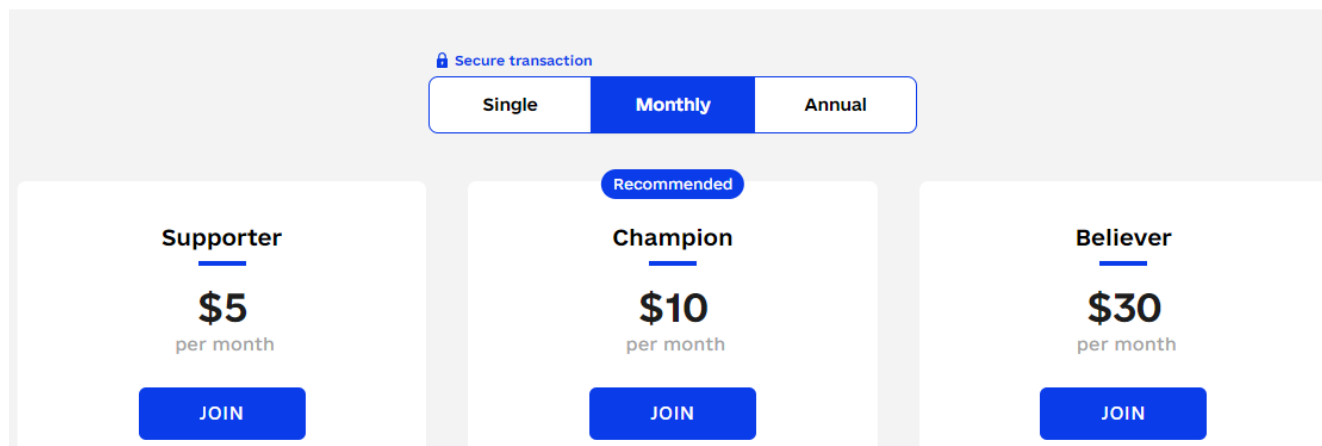 Secure transaction
Single Monthly Annual
Recommended
Supporter Champion Believer
$5 $10 $30
per month per month per month
JOIN JOIN JOIN